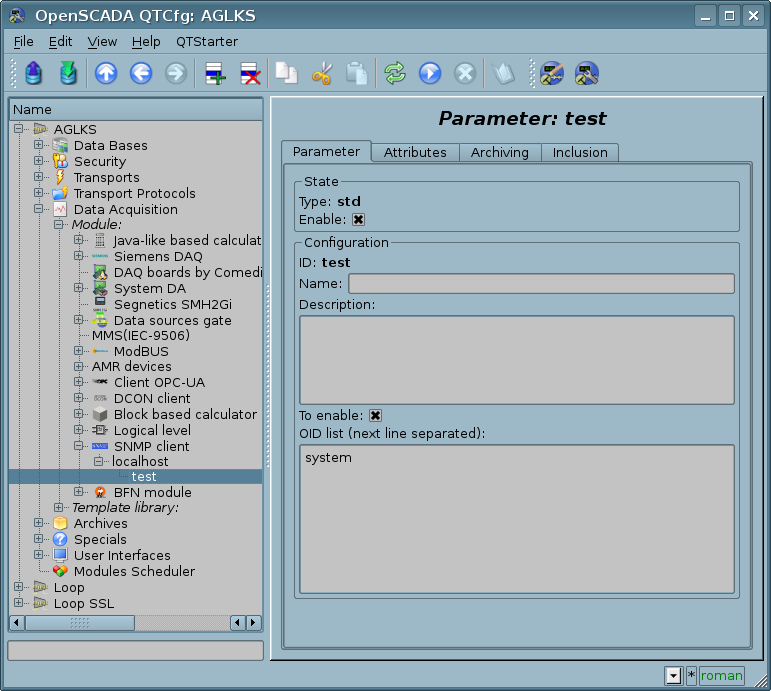 OpenSCADA QTCfg: AGLKS
File Edit View Help QTStarter
Name
AGLKS
Data Bases
Security
Transports
Transport Protocols
Data Acquisition
Module:
Java-like based calculat
Siemens DAQ
DAQ boards by Comedi
System DA
Segnetics SMH2Gi
Data sources gate
MMS(IEC-9506)
ModBUS
AMR devices
Client OPC-UA
DCON client
Block based calculator
Logical level
SNMP client
localhost
test
BFN module
Template library:
Archives
Specials
User Interfaces
Modules Scheduler
Loop
Loop SSL
Parameter: test
Parameter Attributes Archiving Inclusion
State
Type: std
Enable:
Configuration
ID: test
Name:
Description:
To enable:
OID list (next line separated):
system
* roman